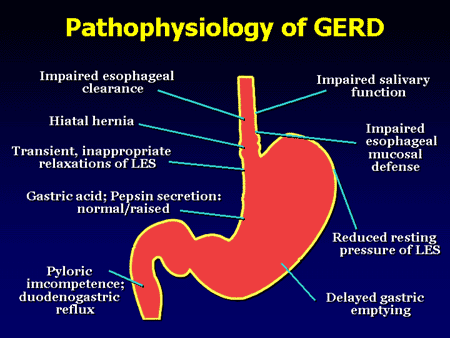 Pathophysiology of GERD
Impaired esophageal
clearance
Hiatal hernia
Transient, inappropriate
relaxations of LES
Gastric acid; Pepsin secretion:
normal/raised
Pyloric
imcompetence;
duodenogastric
reflux
Impaired salivary
function
Impaired
esophageal
mucosal
defense
Reduced resting
pressure of LES
Delayed gastric
emptying